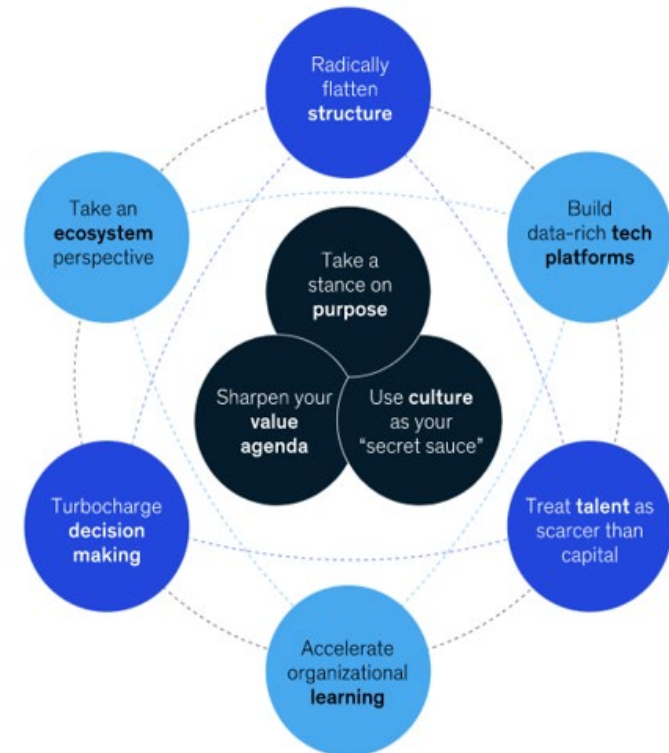 Radically
flatten
structure
Take an
ecosystem
perspective
Build
data-rich tech
platforms
Take a
stance on
purpose
Sharpen your
value
agenda
Use culture
as your
“secret sauce”
Turbocharge
decision
making
Treat talent as
scarcer than
capital
Accelerate
organizational
learning